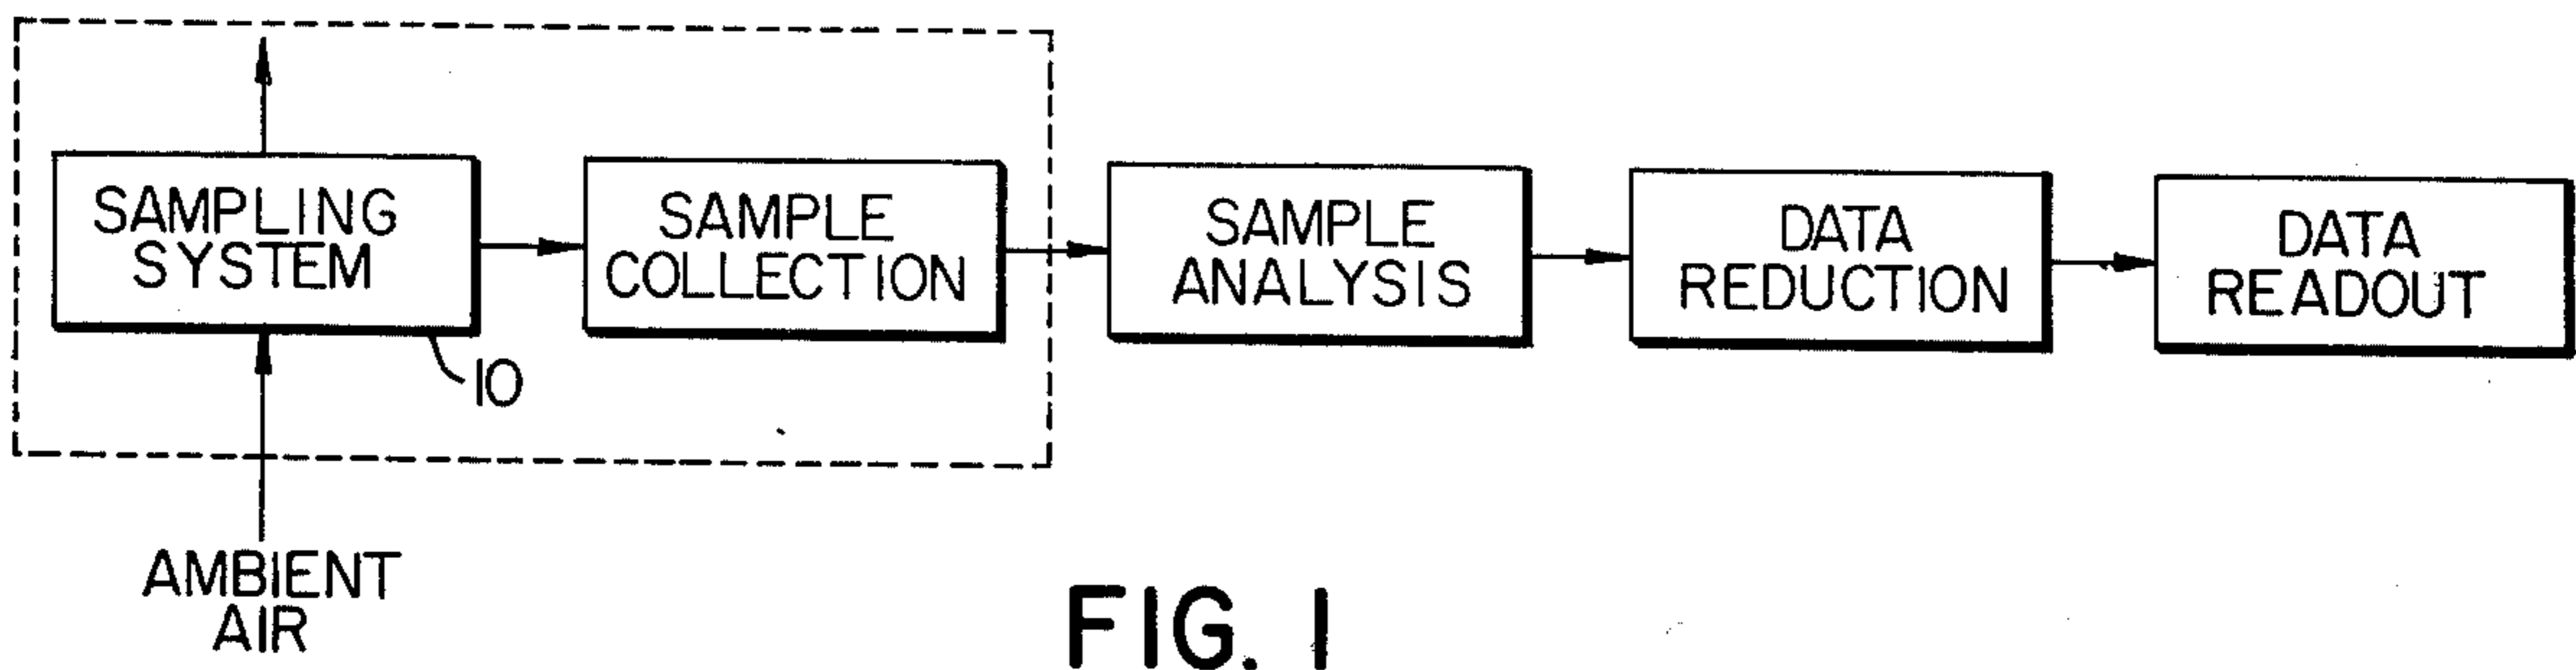 SAMPLING
SYSTEM
SAMPLE
COLLECTION
SAMPLE
ANALYSIS
DATA
REDUCTION
DATA
READOUT
10
AMBIENT
AIR
FIG. 1